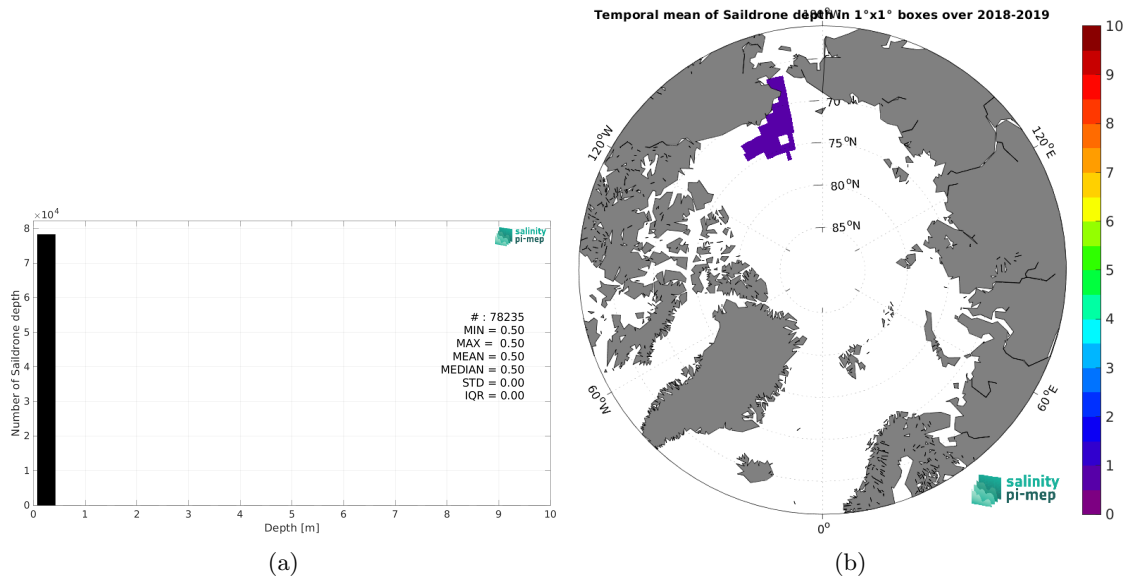 ×10⁴
8
7
6
5
4
3
2
1
0
Number of Saildrone depth
salinity
pi-mep
# : 78235
MIN = 0.50
MAX = 0.50
MEAN = 0.50
MEDIAN = 0.50
STD = 0.00
IQR = 0.00
0 1 2 3 4 5 6 7 8 9 10
Depth [m]
(a)
Temporal mean of Saildrone depth in 1°x1° boxes over 2018-2019
120°W
120°E
75°N
80°N
85°N
60°W
60°E
0°
salinity
pi-mep
10
9
8
7
6
5
4
3
2
1
0
(b)